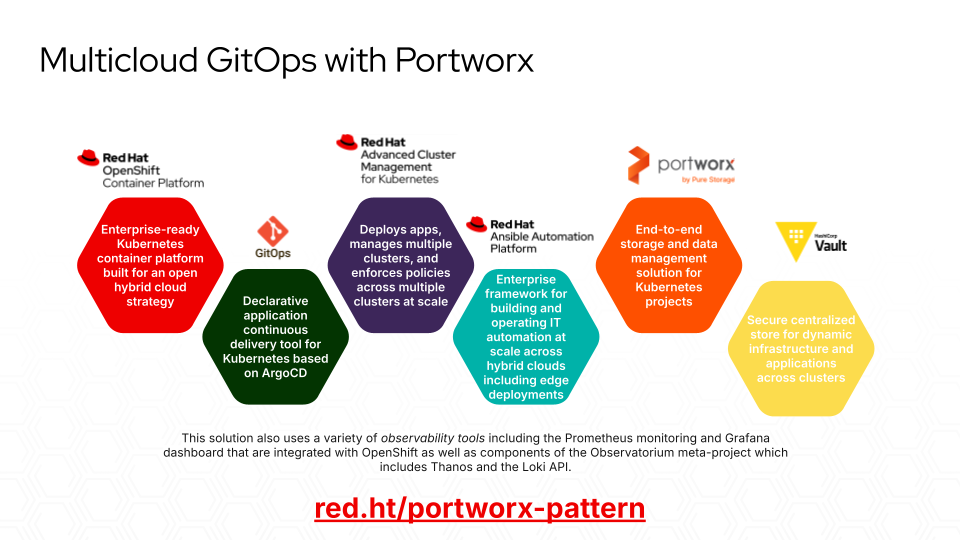 Multicloud GitOps with Portworx
Red Hat
OpenShift
Container Platform
Enterprise-ready
Kubernetes
container platform
built for an open
hybrid cloud
strategy
GitOps
Declarative
application
continuous
delivery tool for
Kubernetes based
on ArgoCD
Red Hat
Advanced Cluster
Management
for Kubernetes
Deploys apps,
manages multiple
clusters, and
enforces policies
across multiple
clusters at scale
Red Hat
Ansible Automation
Platform
Enterprise
framework for
building and
operating IT
automation at
scale across
hybrid clouds
including edge
deployments
portworx
by Pure Storage
End-to-end
storage and data
management
solution for
Kubernetes
projects
HashiCorp
Vault
Secure centralized
store for dynamic
infrastructure and
applications
across clusters
This solution also uses a variety of observability tools including the Prometheus monitoring and Grafana
dashboard that are integrated with OpenShift as well as components of the Observatorium meta-project which
includes Thanos and the Loki API.
red.ht/portworx-pattern